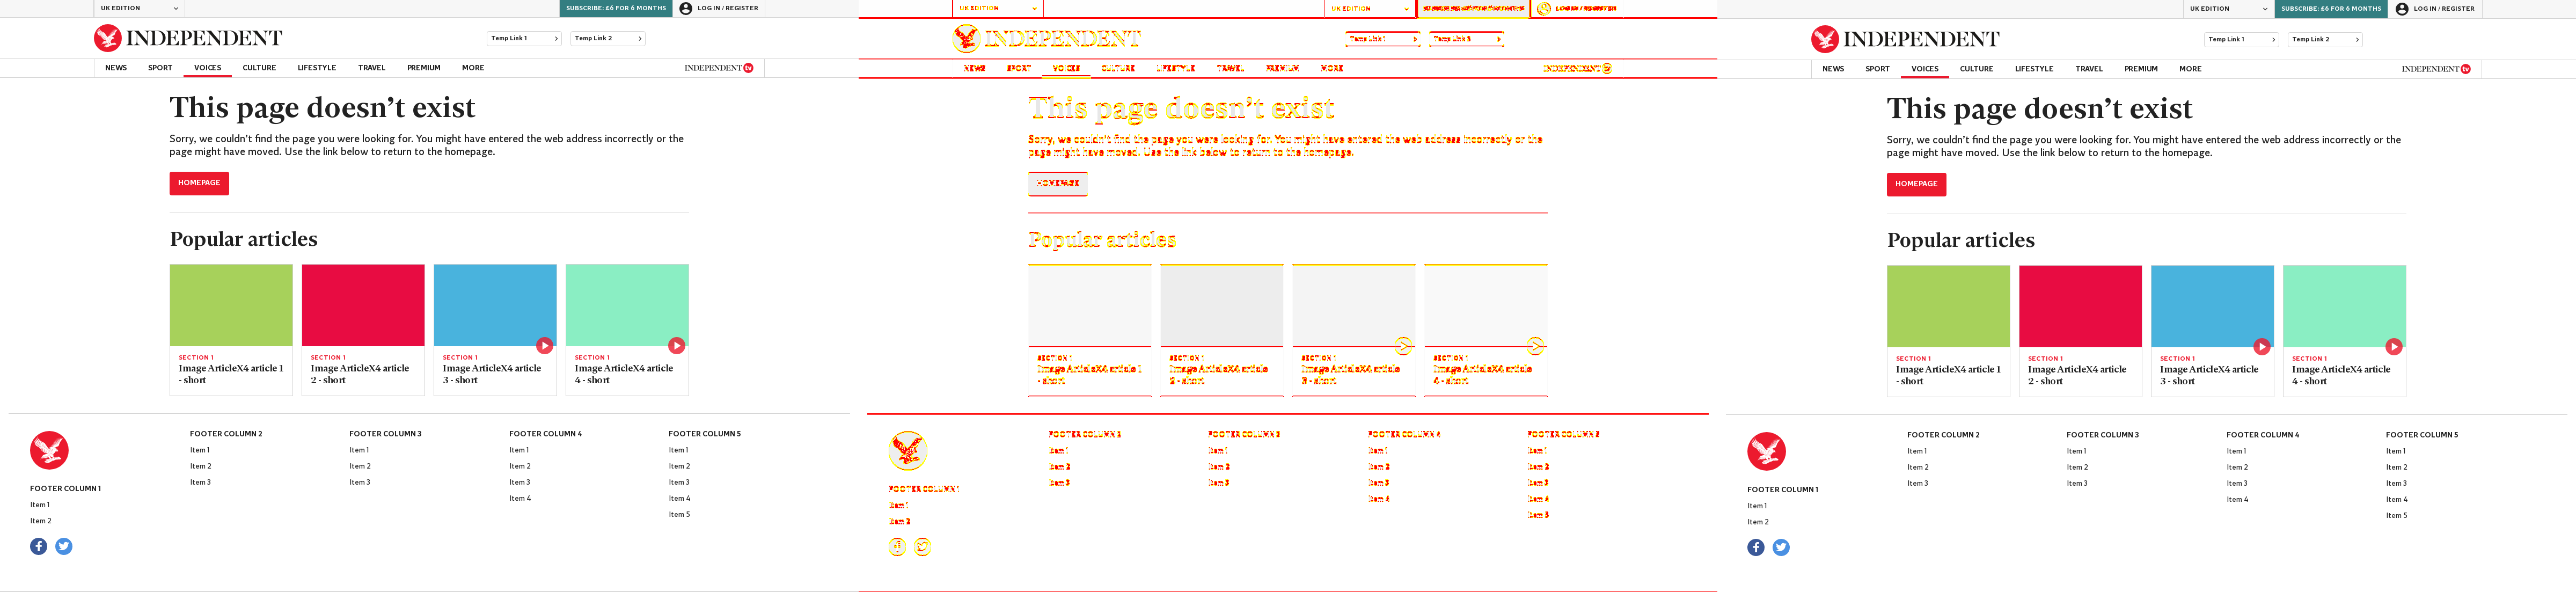 UK EDITION
SUBSCRIBE: £6 FOR 6 MONTHS
LOG IN / REGISTER
INDEPENDENT
Temp Link 1
Temp Link 2
NEWS SPORT VOICES CULTURE LIFESTYLE TRAVEL PREMIUM MORE
INDEPENDENT tv
This page doesn’t exist
Sorry, we couldn’t find the page you were looking for. You might have entered the web address incorrectly or the
page might have moved. Use the link below to return to the homepage.
HOMEPAGE
Popular articles
SECTION 1
Image ArticleX4 article 1
- short
SECTION 1
Image ArticleX4 article
2 - short
SECTION 1
Image ArticleX4 article
3 - short
SECTION 1
Image ArticleX4 article
4 - short
FOOTER COLUMN 1
Item 1
Item 2
FOOTER COLUMN 2
Item 1
Item 2
Item 3
FOOTER COLUMN 3
Item 1
Item 2
Item 3
FOOTER COLUMN 4
Item 1
Item 2
Item 3
Item 4
FOOTER COLUMN 5
Item 1
Item 2
Item 3
Item 4
Item 5
UK EDITION
UK EDITION
LOG IN / REGISTER
INDEPENDENT
Temp Link 1
NEWS SPORT VOICES CULTURE LIFESTYLE TRAVEL PREMIUM MORE
INDEPENDENT
This page doesn’t exist
Sorry, we couldn’t find the page you were looking for. You might have entered the web address incorrectly or the
page might have moved. Use the link below to return to the homepage.
HOMEPAGE
Popular articles
SECTION 1
Image ArticleX4 article 1
- short
SECTION 1
Image ArticleX4 article
2 - short
SECTION 1
Image ArticleX4 article
3 - short
SECTION 1
Image ArticleX4 article
4 - short
FOOTER COLUMN 1
Item 1
Item 2
FOOTER COLUMN
Item 1
Item 2
Item 3
FOOTER COLUMN
Item 1
Item 2
Item 3
FOOTER COLUMN 4
Item 1
Item 2
Item 3
Item 4
FOOTER COLUMN
Item 1
Item 2
Item 3
Item 4
UK EDITION
SUBSCRIBE: £6 FOR 6 MONTHS
LOG IN / REGISTER
INDEPENDENT
Temp Link 1
Temp Link 2
NEWS SPORT VOICES CULTURE LIFESTYLE TRAVEL PREMIUM MORE
INDEPENDENT tv
This page doesn’t exist
Sorry, we couldn’t find the page you were looking for. You might have entered the web address incorrectly or the
page might have moved. Use the link below to return to the homepage.
HOMEPAGE
Popular articles
SECTION 1
Image ArticleX4 article 1
- short
SECTION 1
Image ArticleX4 article
2 - short
SECTION 1
Image ArticleX4 article
3 - short
SECTION 1
Image ArticleX4 article
4 - short
FOOTER COLUMN 1
Item 1
Item 2
FOOTER COLUMN 2
Item 1
Item 2
Item 3
FOOTER COLUMN 3
Item 1
Item 2
Item 3
FOOTER COLUMN 4
Item 1
Item 2
Item 3
Item 4
FOOTER COLUMN 5
Item 1
Item 2
Item 3
Item 4
Item 5